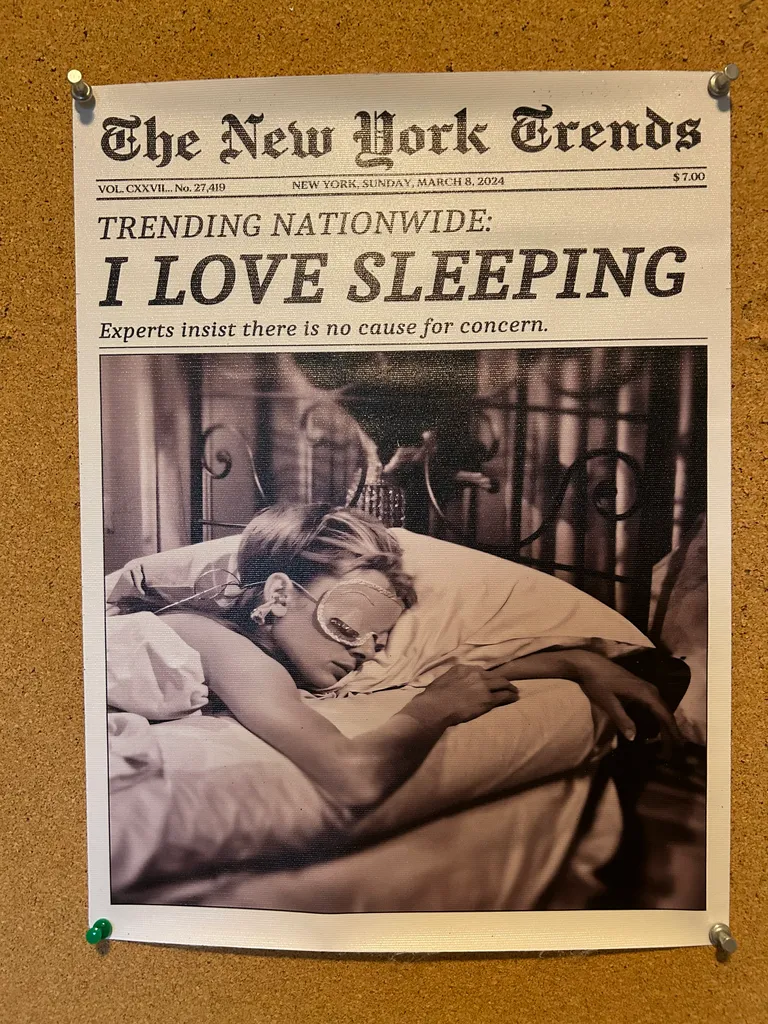 The New York Trends
VOL. CXXVII... No. 27,419 NEW YORK, SUNDAY, MARCH 8, 2024 $7.00
TRENDING NATIONWIDE:
I LOVE SLEEPING
Experts insist there is no cause for concern.